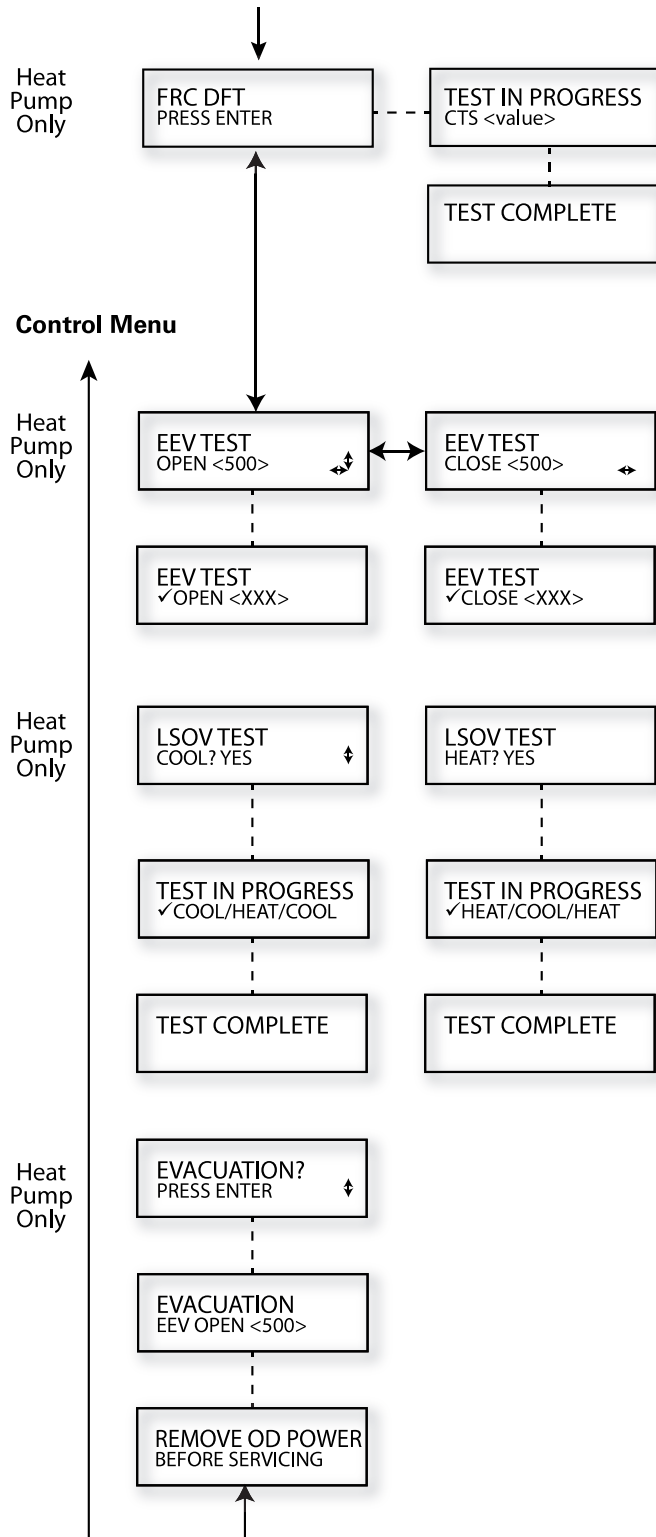 Heat
Pump
Only
FRC DFT
PRESS ENTER
TEST IN PROGRESS
CTS <value>
TEST COMPLETE
Control Menu
Heat
Pump
Only
EEV TEST
OPEN <500>
EEV TEST
CLOSE <500>
EEV TEST
✓OPEN <XXX>
EEV TEST
✓CLOSE <XXX>
Heat
Pump
Only
LSOV TEST
COOL? YES
LSOV TEST
HEAT? YES
TEST IN PROGRESS
✓COOL/HEAT/COOL
TEST IN PROGRESS
✓HEAT/COOL/HEAT
TEST COMPLETE
TEST COMPLETE
Heat
Pump
Only
EVACUATION?
PRESS ENTER
EVACUATION
EEV OPEN <500>
REMOVE OD POWER
BEFORE SERVICING